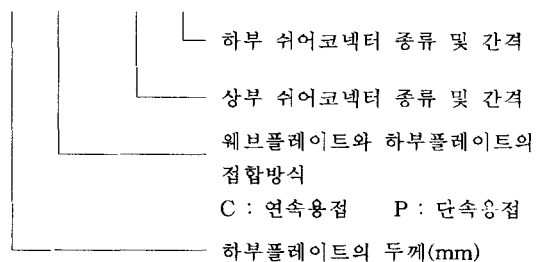 하부 쉬어코넥터 종류 및 간격
상부 쉬어코넥터 종류 및 간격
웨브플레이트와 하부플레이트의
접합방식
C : 연속용접 P : 단속용접
하부플레이트의 두께(mm)